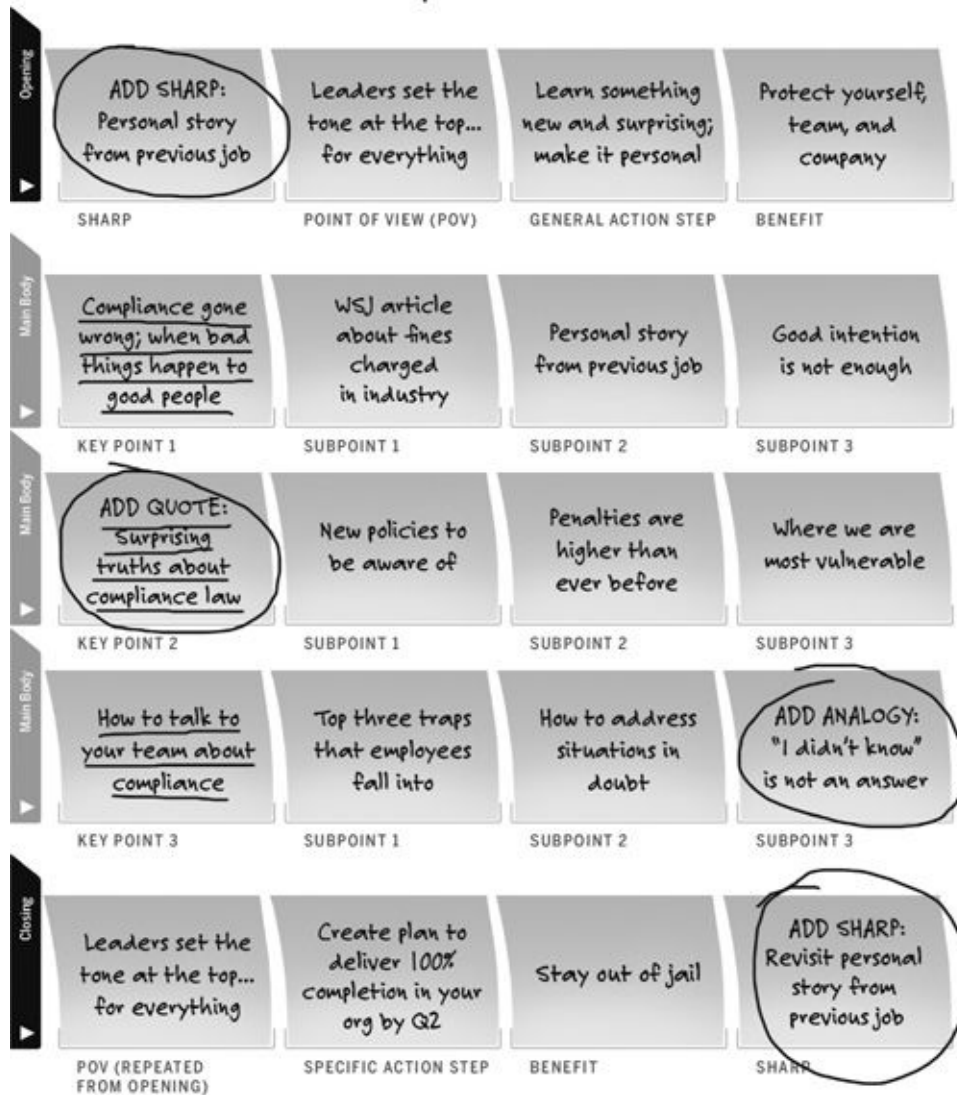 Opening
ADD SHARP:
Personal story
from previous job
SHARP
Leaders set the
tone at the top...
for everything
POINT OF VIEW (POV)
Learn something
new and surprising;
make it personal
GENERAL ACTION STEP
Protect yourself,
team, and
company
BENEFIT
Main Body
Compliance gone
wrong; when bad
things happen to
good people
KEY POINT 1
WSJ article
about fines
charged
in industry
SUBPOINT 1
Personal story
from previous job
SUBPOINT 2
Good intention
is not enough
SUBPOINT 3
Main Body
ADD QUOTE:
Surprising
truths about
compliance law
KEY POINT 2
New policies to
be aware of
SUBPOINT 1
Penalties are
higher than
ever before
SUBPOINT 2
Where we are
most vulnerable
SUBPOINT 3
Main Body
How to talk to
your team about
compliance
KEY POINT 3
Top three traps
that employees
fall into
SUBPOINT 1
How to address
situations in
doubt
SUBPOINT 2
ADD ANALOGY:
"I didn't know"
is not an answer
SUBPOINT 3
Closing
Leaders set the
tone at the top...
for everything
POV (REPEATED
FROM OPENING)
Create plan to
deliver 100%
completion in your
org by Q2
SPECIFIC ACTION STEP
Stay out of jail
BENEFIT
ADD SHARP:
Revisit personal
story from
previous job
SHARP